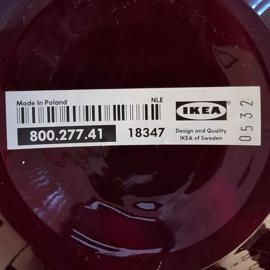 Made In Poland NLE
800.277.41 18347
IKEA
Design and Quality
IKEA of Sweden
0532